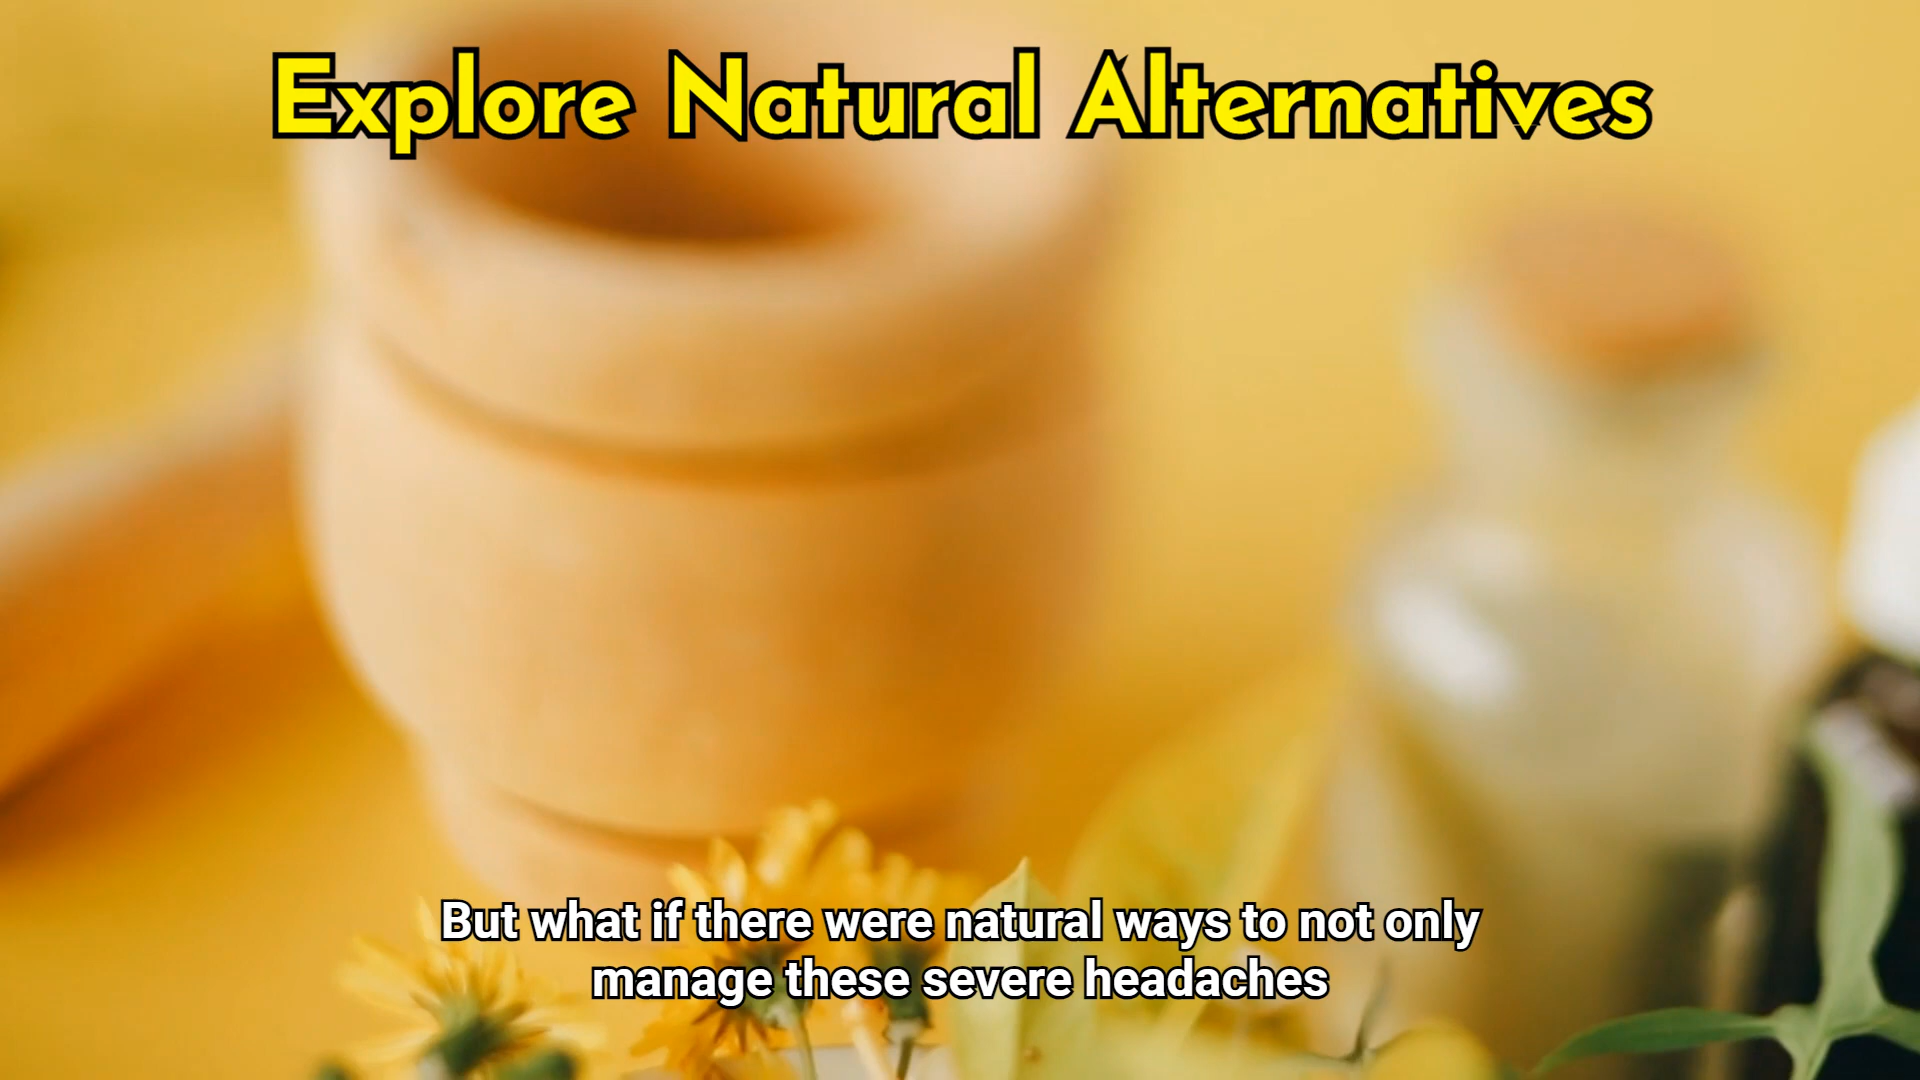 Explore Natural Alternatives
But what if there were natural ways to not only
manage these severe headaches